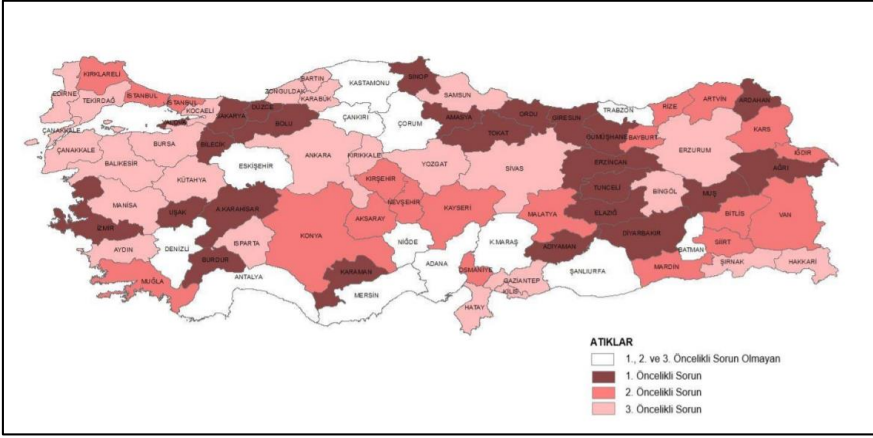 KIRKLARELİ
EDİRNE
TEKİRDAĞ
İSTANBUL
İSTANBUL
KOCAELİ
YALOVA
SAKARYA
DÜZCE
BOLU
ZONGULDAK
BARTIN
KARABÜK
KASTAMONU
SİNOP
SAMSUN
ÇANKIRI
ÇORUM
AMASYA
TOKAT
ORDU
GİRESUN
TRABZON
GÜMÜŞHANE
BAYBURT
RİZE
ARTVİN
ARDAHAN
KARS
IĞDIR
AĞRI
ERZURUM
ERZİNCAN
ÇANAKKALE
ÇANAKKALE
BALIKESİR
BURSA
BİLECİK
ESKİŞEHİR
ANKARA
KIRIKKALE
YOZGAT
SİVAS
TUNCELİ
BİNGÖL
MUŞ
KÜTAHYA
MANİSA
UŞAK
A.KARAHİSAR
KIRŞEHİR
NEVŞEHİR
KAYSERİ
MALATYA
ELAZIĞ
BİTLİS
VAN
İZMİR
AYDIN
DENİZLİ
ISPARTA
BURDUR
KONYA
AKSARAY
NİĞDE
K.MARAŞ
ADIYAMAN
DİYARBAKIR
BATMAN
SİİRT
ŞIRNAK
HAKKARİ
MUĞLA
ANTALYA
KARAMAN
MERSİN
ADANA
OSMANİYE
GAZİANTEP
KİLİS
HATAY
ŞANLIURFA
MARDİN
ATIKLAR
1., 2. ve 3. Öncelikli Sorun Olmayan
1. Öncelikli Sorun
2. Öncelikli Sorun
3. Öncelikli Sorun